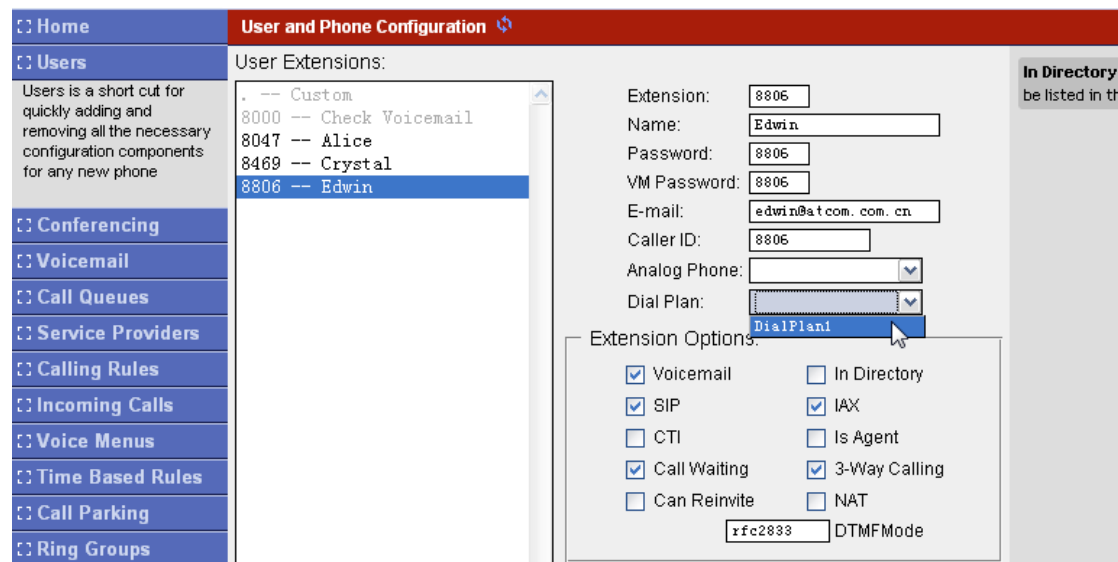 Home
Users
Users is a short cut for
quickly adding and
removing all the necessary
configuration components
for any new phone
Conferencing
Voicemail
Call Queues
Service Providers
Calling Rules
Incoming Calls
Voice Menus
Time Based Rules
Call Parking
Ring Groups
User and Phone Configuration
User Extensions:
. -- Custom
8000 -- Check Voicemail
8047 -- Alice
8469 -- Crystal
8806 -- Edwin
Extension: 8806
Name: Edwin
Password: 8806
VM Password: 8806
E-mail: edwin@atcom.com.cn
Caller ID: 8806
Analog Phone:
Dial Plan:
DialPlan1
Extension Options:
Voicemail In Directory
SIP IAX
CTI Is Agent
Call Waiting 3-Way Calling
Can Reinvite NAT
rfc2833 DTMFMode
In Directory
be listed in